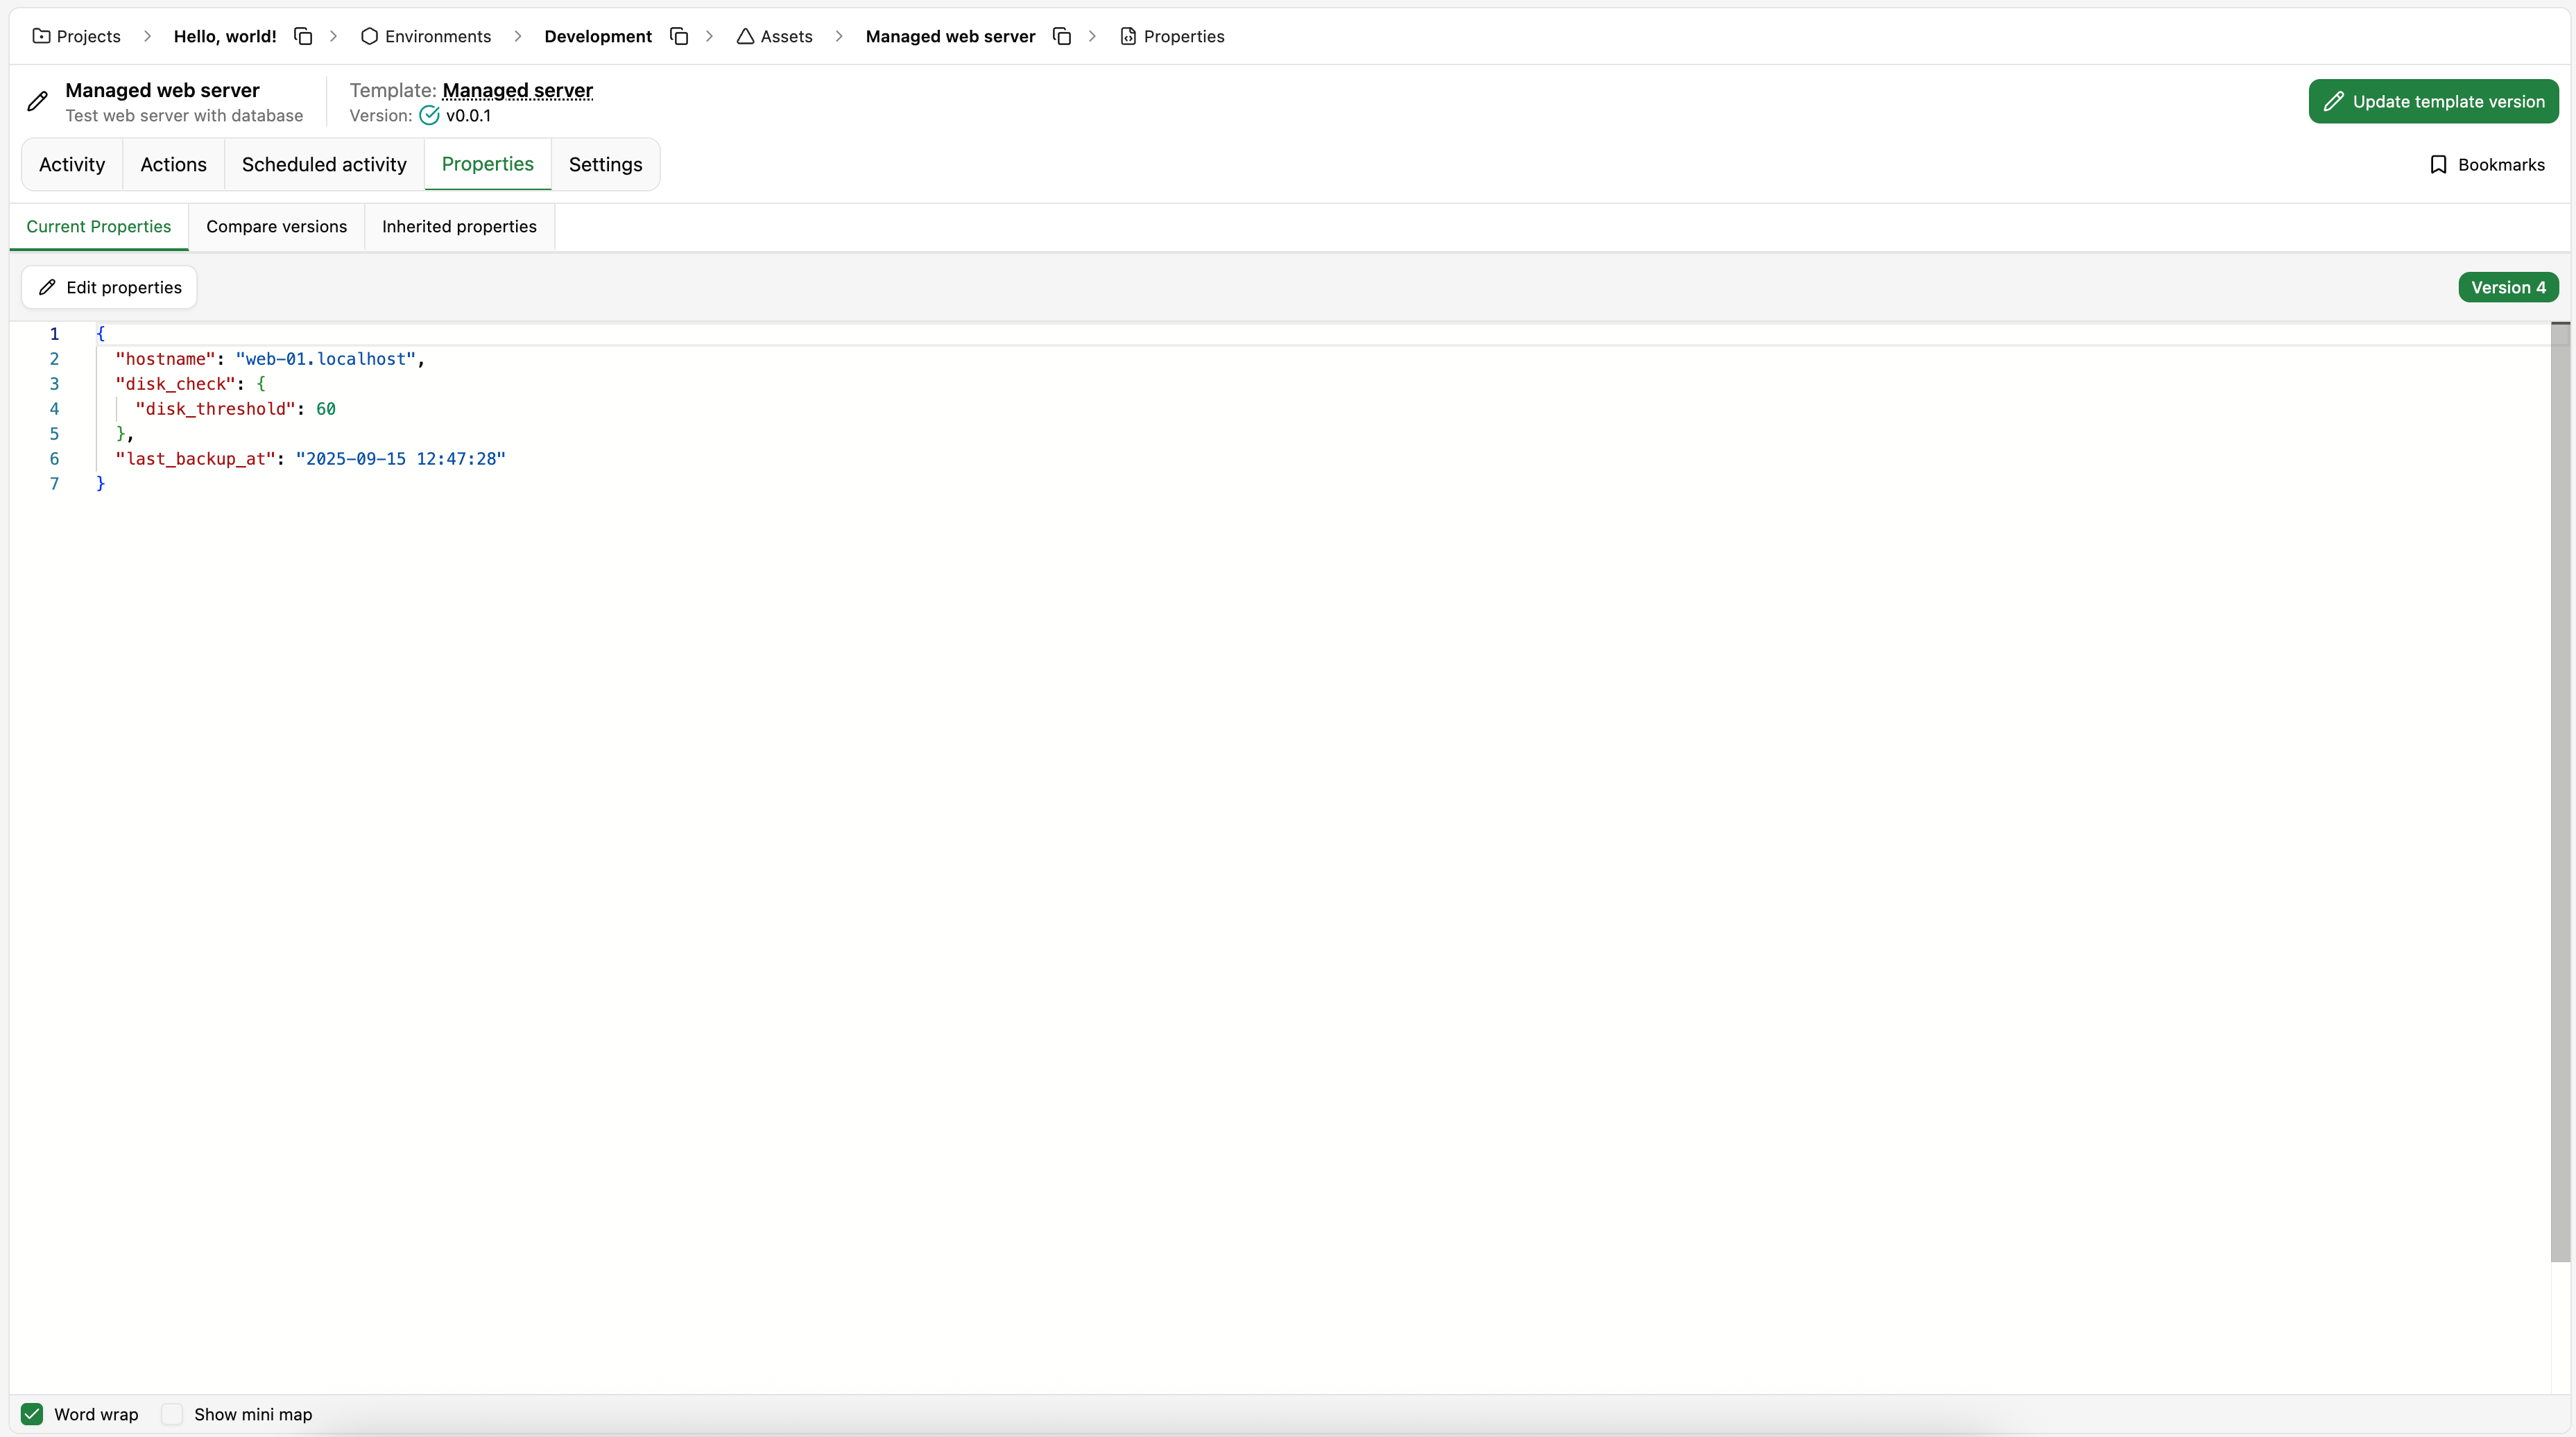 Projects > Hello, world! > Environments > Development > Assets > Managed web server > Properties
Managed web server
Test web server with database
Template: Managed server
Version: v0.0.1
Update template version
Activity Actions Scheduled activity Properties Settings
Bookmarks
Current Properties Compare versions Inherited properties
Edit properties
Version 4
1 {
2 "hostname": "web-01.localhost",
3 "disk_check": {
4 "disk_threshold": 60
5 },
6 "last_backup_at": "2025-09-15 12:47:28"
7 }
Word wrap Show mini map